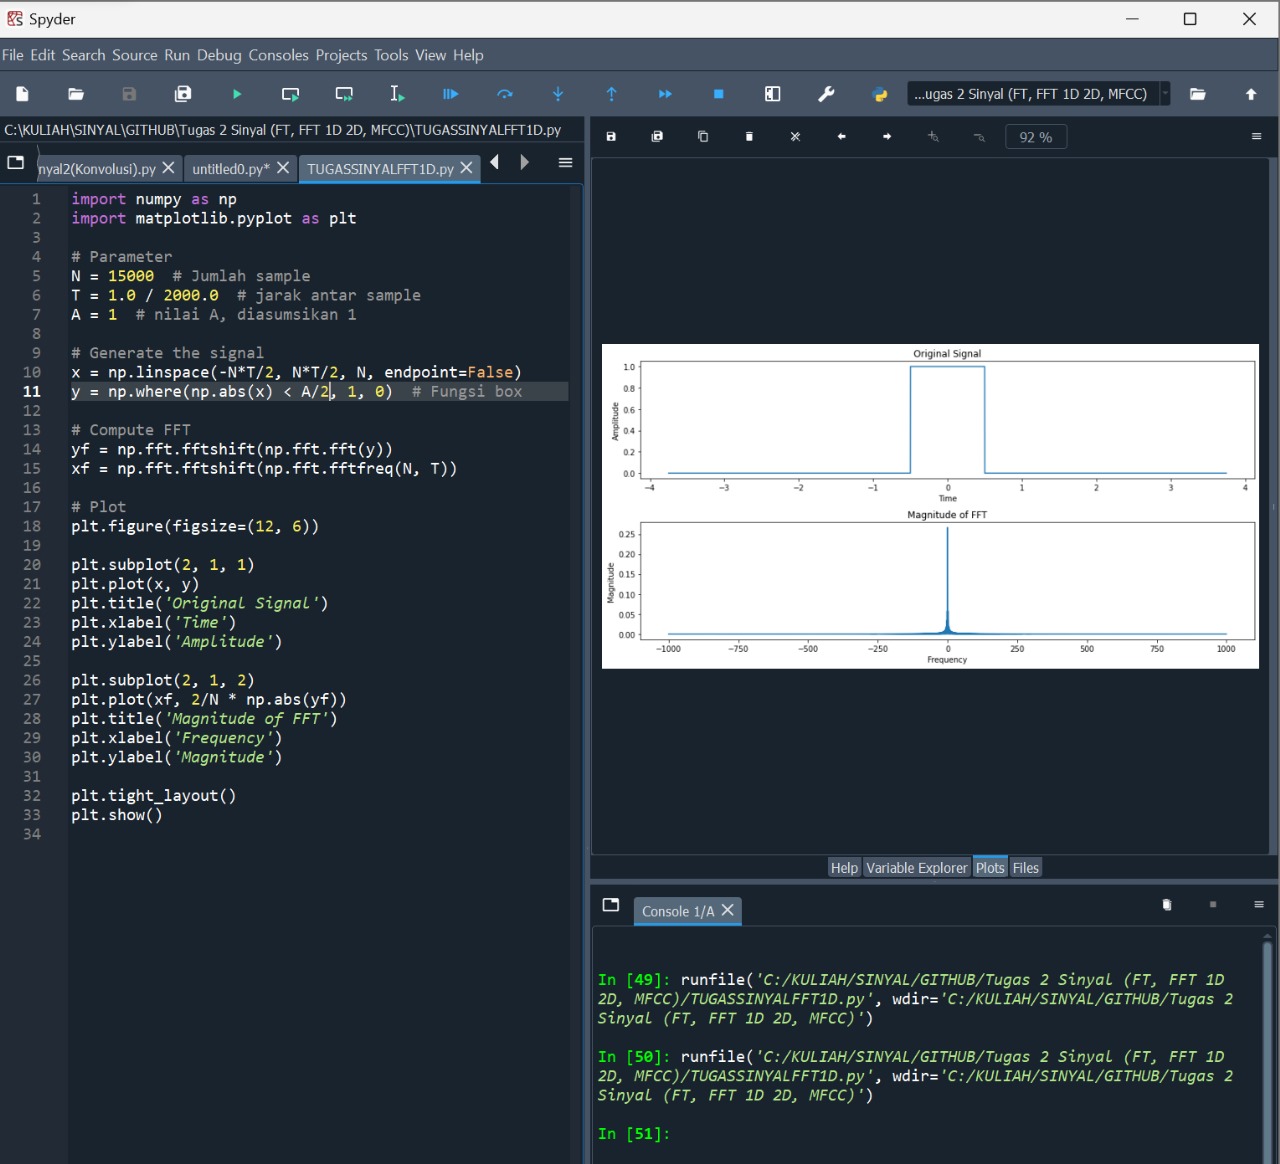 Spyder
File Edit Search Source Run Debug Consoles Projects Tools View Help
...ugas 2 Sinyal (FT, FFT 1D 2D, MFCC)
C:\KULIAH\SINYAL\GITHUB\Tugas 2 Sinyal (FT, FFT 1D 2D, MFCC)\TUGASSINYALFFT1D.py
nyal2(Konvolusi).py untitled0.py* TUGASSINYALFFT1D.py
1 import numpy as np
2 import matplotlib.pyplot as plt
3
4 # Parameter
5 N = 15000  # Jumlah sample
6 T = 1.0 / 2000.0  # jarak antar sample
7 A = 1  # nilai A, diasumsikan 1
8
9 # Generate the signal
10 x = np.linspace(-N*T/2, N*T/2, N, endpoint=False)
11 y = np.where(np.abs(x) < A/2, 1, 0)  # Fungsi box
12
13 # Compute FFT
14 yf = np.fft.fftshift(np.fft.fft(y))
15 xf = np.fft.fftshift(np.fft.fftfreq(N, T))
16
17 # Plot
18 plt.figure(figsize=(12, 6))
19
20 plt.subplot(2, 1, 1)
21 plt.plot(x, y)
22 plt.title('Original Signal')
23 plt.xlabel('Time')
24 plt.ylabel('Amplitude')
25
26 plt.subplot(2, 1, 2)
27 plt.plot(xf, 2/N * np.abs(yf))
28 plt.title('Magnitude of FFT')
29 plt.xlabel('Frequency')
30 plt.ylabel('Magnitude')
31
32 plt.tight_layout()
33 plt.show()
34
92 %
Original Signal
Amplitude
1.0
0.8
0.6
0.4
0.2
0.0
−4 −3 −2 −1 0 1 2 3 4
Time
Magnitude of FFT
Magnitude
0.25
0.20
0.15
0.10
0.05
0.00
−1000 −750 −500 −250 0 250 500 750 1000
Frequency
Help Variable Explorer Plots Files
Console 1/A
In [49]: runfile('C:/KULIAH/SINYAL/GITHUB/Tugas 2 Sinyal (FT, FFT 1D
2D, MFCC)/TUGASSINYALFFT1D.py', wdir='C:/KULIAH/SINYAL/GITHUB/Tugas 2
Sinyal (FT, FFT 1D 2D, MFCC)')
In [50]: runfile('C:/KULIAH/SINYAL/GITHUB/Tugas 2 Sinyal (FT, FFT 1D
2D, MFCC)/TUGASSINYALFFT1D.py', wdir='C:/KULIAH/SINYAL/GITHUB/Tugas 2
Sinyal (FT, FFT 1D 2D, MFCC)')
In [51]: